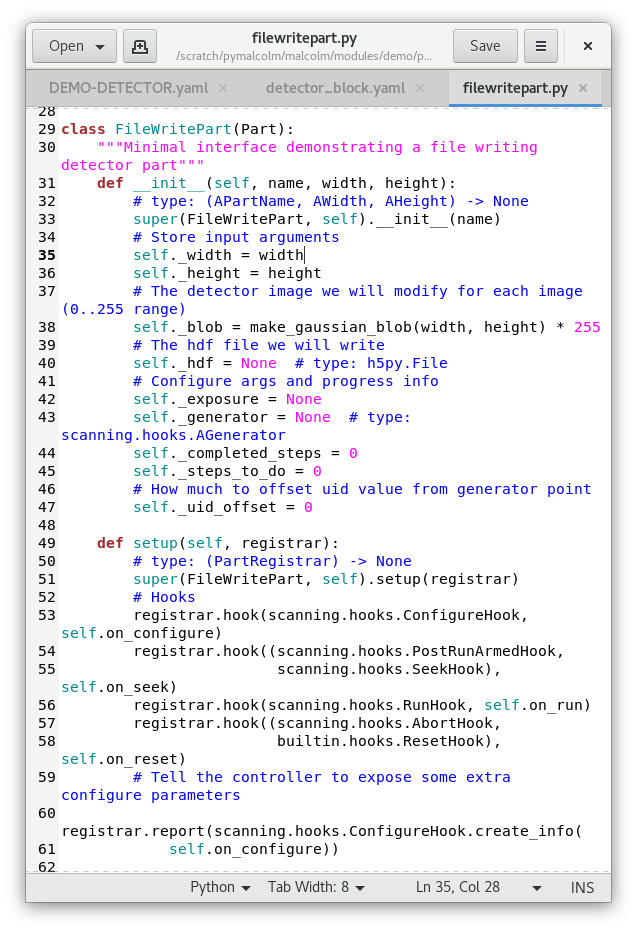 Open
filewritepart.py
/scratch/pymalcolm/malcolm/modules/demo/p...
Save
DEMO-DETECTOR.yaml
detector_block.yaml
filewritepart.py
28
29 class FileWritePart(Part):
30     """Minimal interface demonstrating a file writing
detector part"""
31     def __init__(self, name, width, height):
32         # type: (APartName, AWidth, AHeight) -> None
33         super(FileWritePart, self).__init__(name)
34         # Store input arguments
35         self._width = width
36         self._height = height
37         # The detector image we will modify for each image
(0..255 range)
38         self._blob = make_gaussian_blob(width, height) * 255
39         # The hdf file we will write
40         self._hdf = None  # type: h5py.File
41         # Configure args and progress info
42         self._exposure = None
43         self._generator = None  # type:
scanning.hooks.AGenerator
44         self._completed_steps = 0
45         self._steps_to_do = 0
46         # How much to offset uid value from generator point
47         self._uid_offset = 0
48
49     def setup(self, registrar):
50         # type: (PartRegistrar) -> None
51         super(FileWritePart, self).setup(registrar)
52         # Hooks
53         registrar.hook(scanning.hooks.ConfigureHook,
self.on_configure)
54         registrar.hook((scanning.hooks.PostRunArmedHook,
55                         scanning.hooks.SeekHook),
self.on_seek)
56         registrar.hook(scanning.hooks.RunHook, self.on_run)
57         registrar.hook((scanning.hooks.AbortHook,
58                         builtin.hooks.ResetHook),
self.on_reset)
59         # Tell the controller to expose some extra
configure parameters
60
registrar.report(scanning.hooks.ConfigureHook.create_info(
61             self.on_configure))
62
Python
Tab Width: 8
Ln 35, Col 28
INS